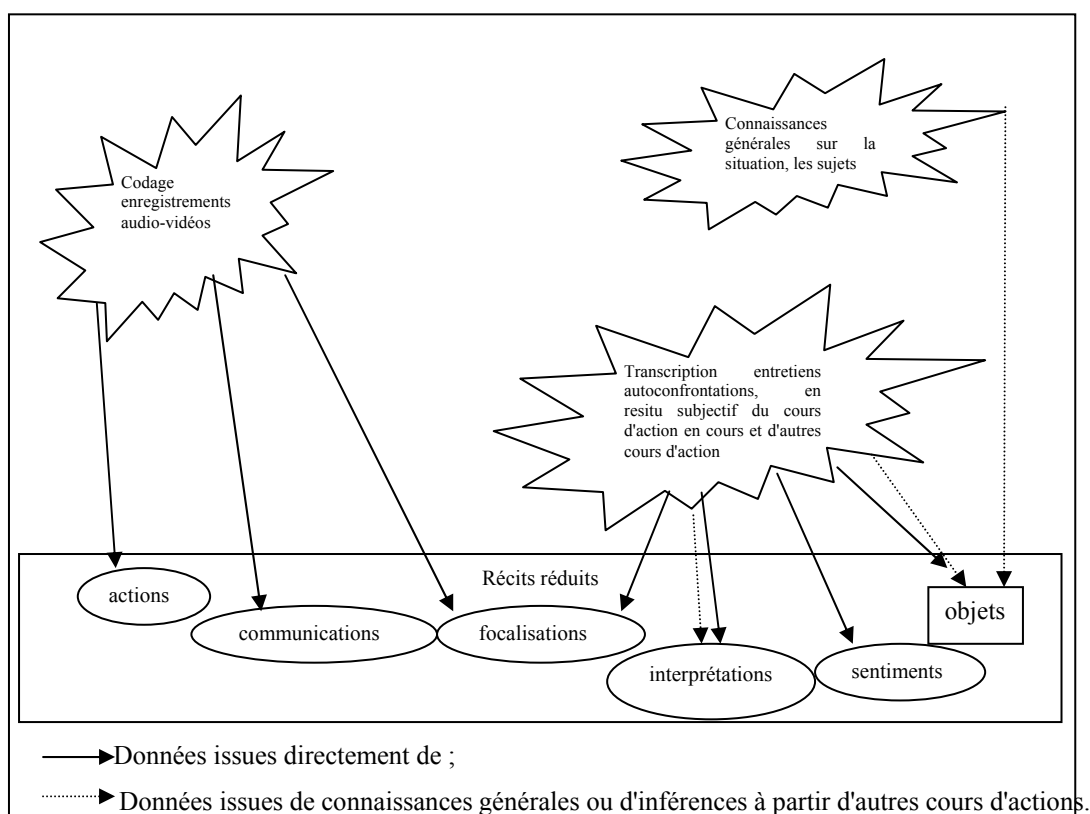 Connaissances
générales sur la
situation, les sujets
Codage
enregistrements
audio-vidéos
Transcription entretiens
autoconfrontations, en
resitu subjectif du cours
d'action en cours et d'autres
cours d'action
Récits réduits
actions
communications
focalisations
interprétations
sentiments
objets
Données issues directement de ;
Données issues de connaissances générales ou d'inférences à partir d'autres cours d'actions.